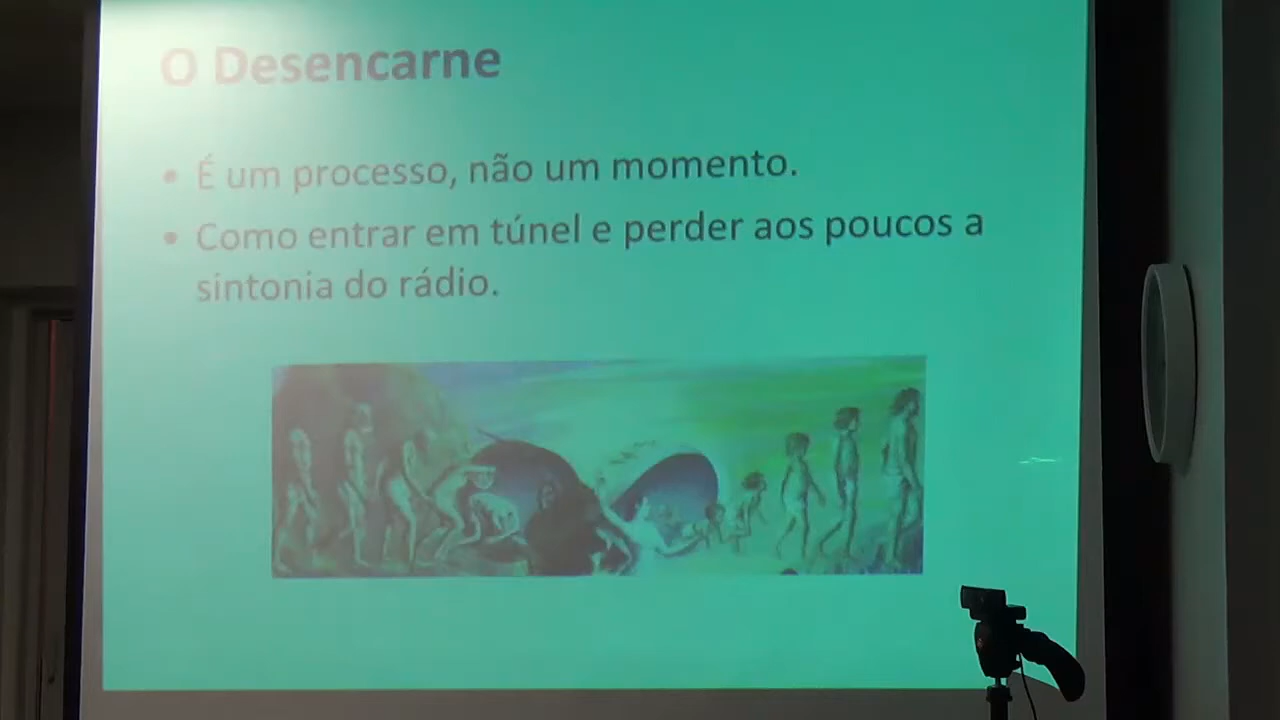 O Desencarne
• É um processo, não um momento.
• Como entrar em túnel e perder aos poucos a
sintonia do rádio.